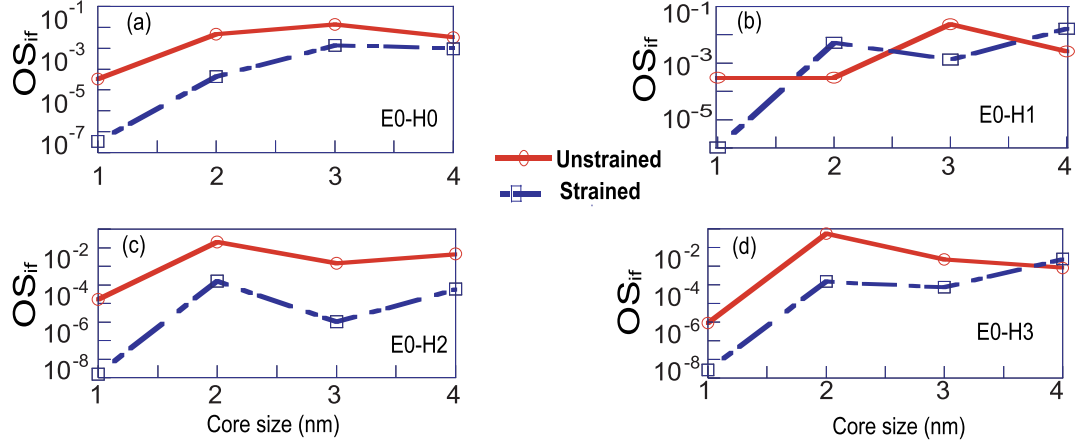 (a)
OSif
10⁻¹
10⁻³
10⁻⁵
10⁻⁷
E0-H0
1 2 3 4
(b)
OSif
10⁻¹
10⁻³
10⁻⁵
E0-H1
1 2 3 4
Unstrained
Strained
(c)
OSif
10⁻²
10⁻⁴
10⁻⁶
10⁻⁸
E0-H2
1 2 3 4
Core size (nm)
(d)
OSif
10⁻²
10⁻⁴
10⁻⁶
10⁻⁸
E0-H3
1 2 3 4
Core size (nm)